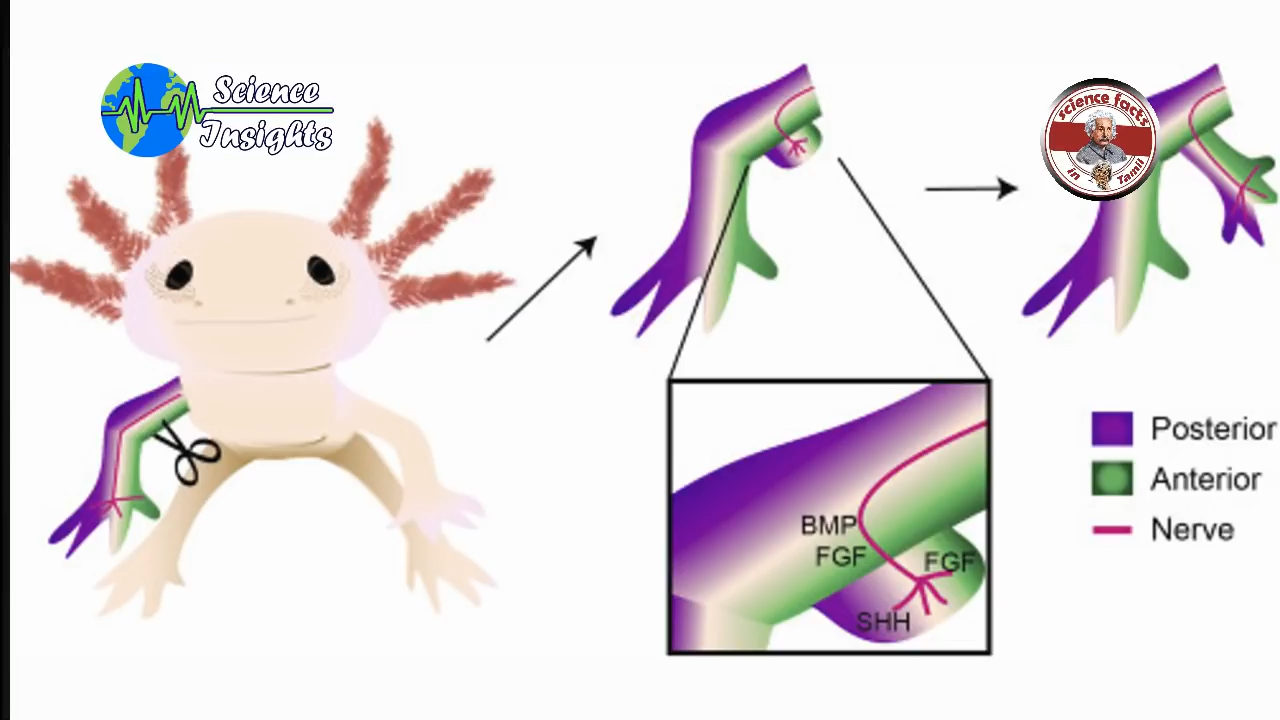 Science
Insights
science facts
in Tamil
BMP
FGF
FGF
SHH
Posterior
Anterior
Nerve